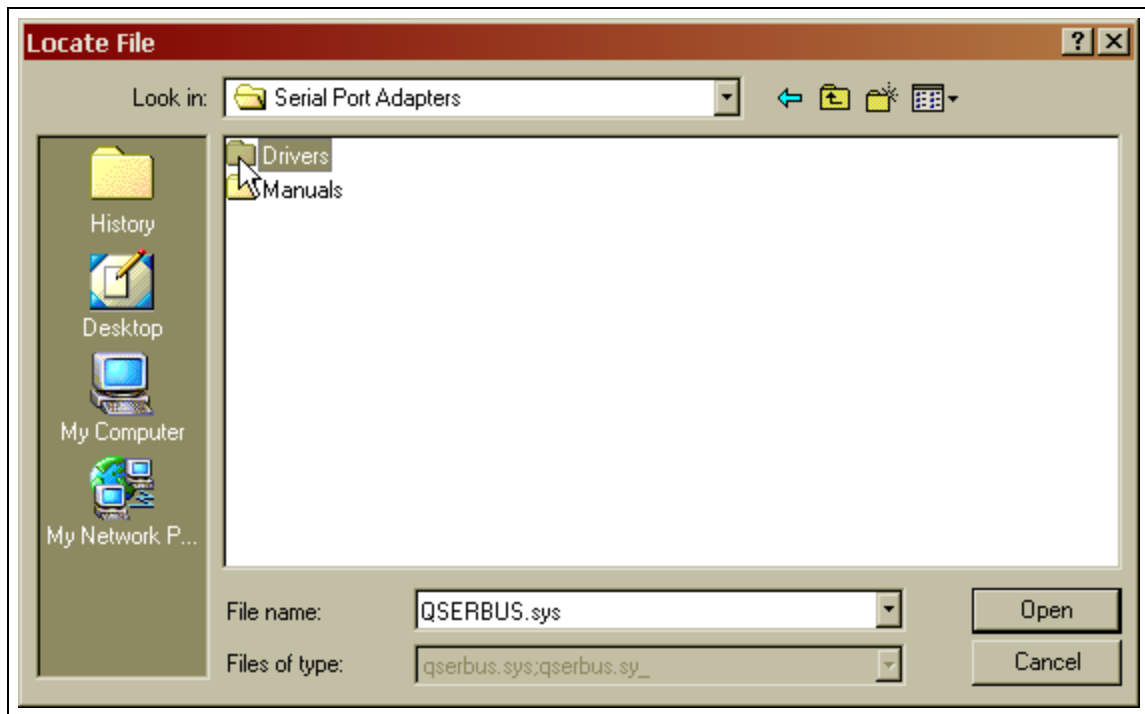 Locate File
Look in: Serial Port Adapters
Drivers
Manuals
History
Desktop
My Computer
My Network P...
File name: QSERBUS.sys Open
Files of type: qserbus.sys;qserbus.sy_ Cancel